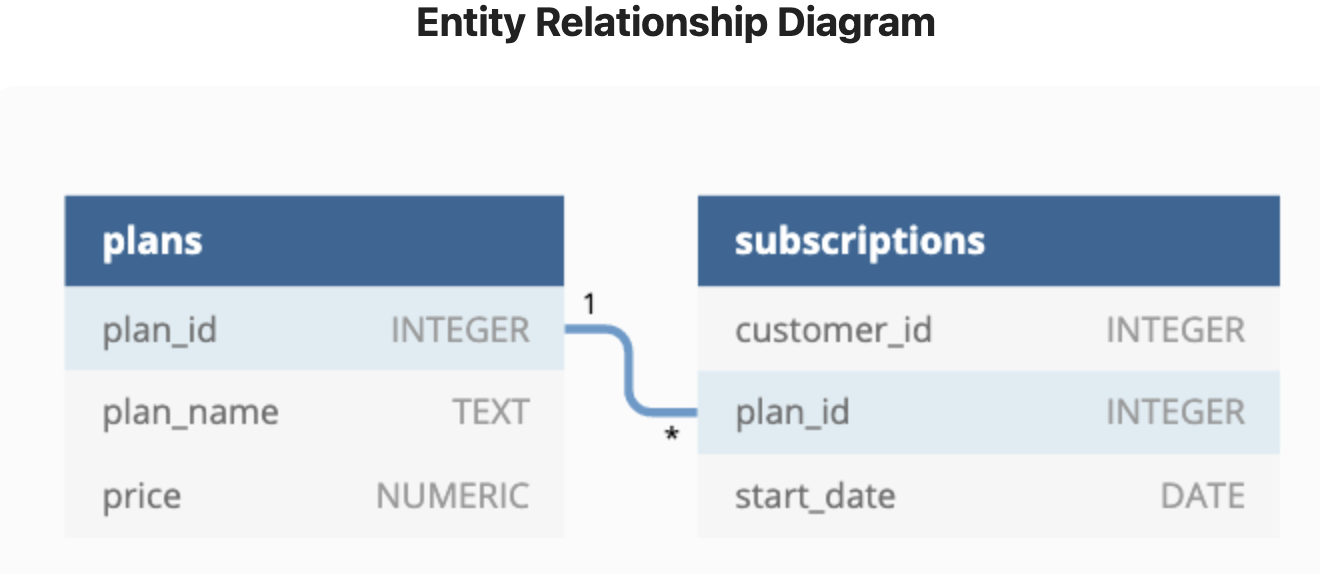 Entity Relationship Diagram
plans
plan_id INTEGER
plan_name TEXT
price NUMERIC
1
*
subscriptions
customer_id INTEGER
plan_id INTEGER
start_date DATE